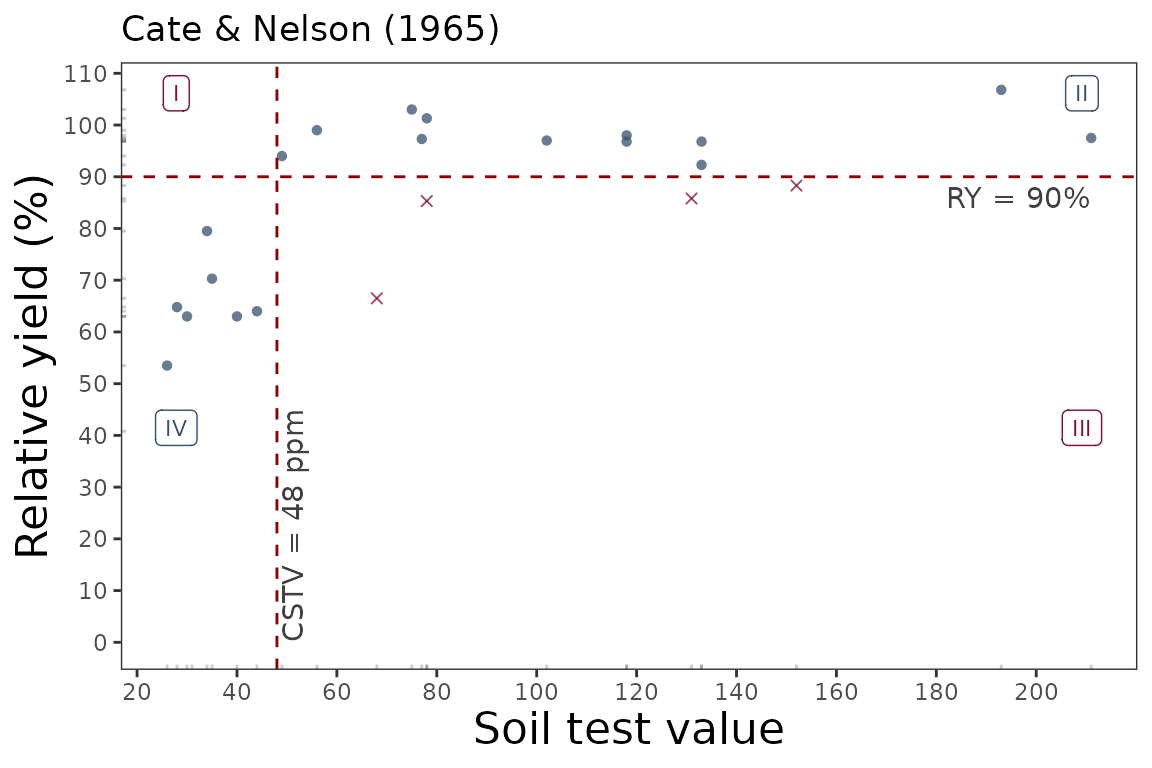 Cate & Nelson (1965)
Relative yield (%)
110
100
90
80
70
60
50
40
30
20
10
0
I
II
RY = 90%
IV
III
CSTV = 48 ppm
20 40 60 80 100 120 140 160 180 200
Soil test value